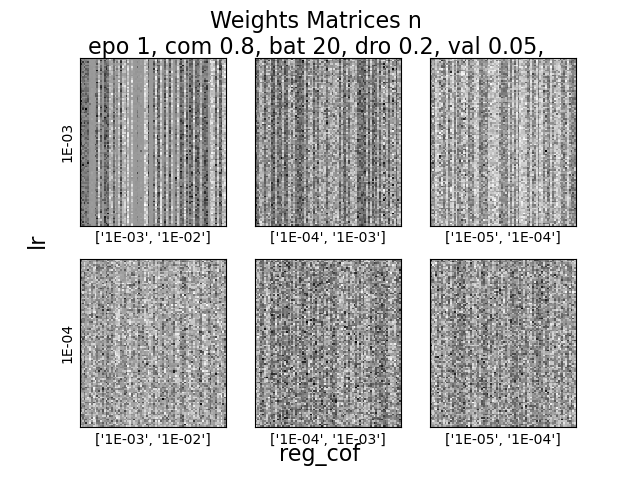 Weights Matrices n
epo 1, com 0.8, bat 20, dro 0.2, val 0.05,
1E-03
['1E-03', '1E-02']
['1E-04', '1E-03']
['1E-05', '1E-04']
lr
1E-04
['1E-03', '1E-02']
['1E-04', '1E-03']
['1E-05', '1E-04']
reg_cof